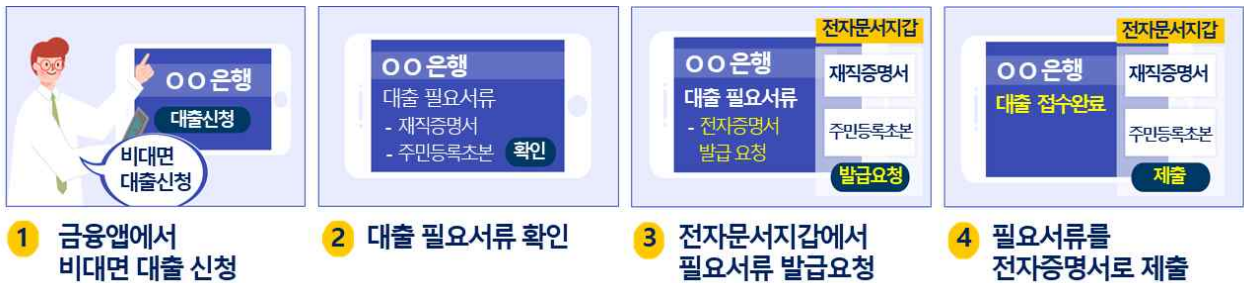 ○○은행
대출신청
비대면
대출신청
1 금융앱에서
비대면 대출 신청
○○은행
대출 필요서류
- 재직증명서
- 주민등록초본
확인
2 대출 필요서류 확인
전자문서지갑
○○은행
대출 필요서류
- 전자증명서
발급 요청
재직증명서
주민등록초본
발급요청
3 전자문서지갑에서
필요서류 발급요청
전자문서지갑
○○은행
대출 접수완료
재직증명서
주민등록초본
제출
4 필요서류를
전자증명서로 제출